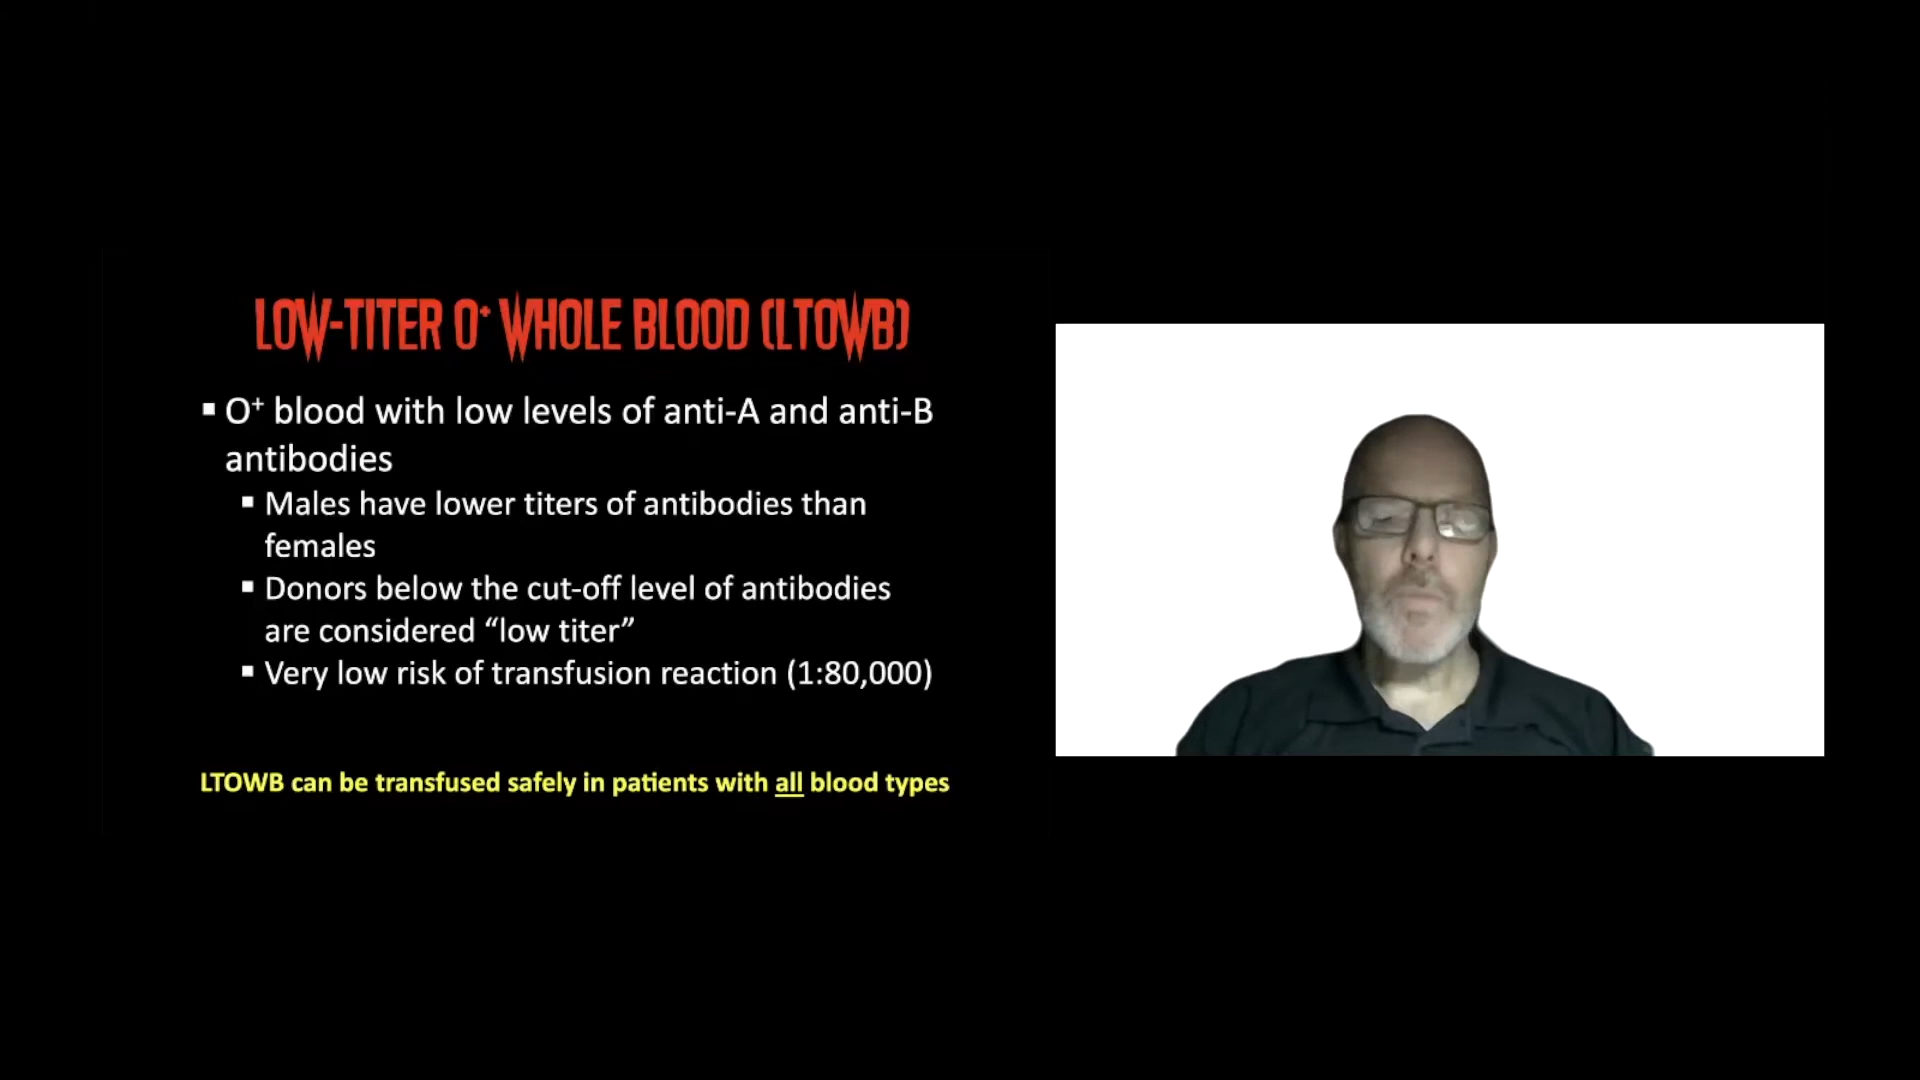 LOW-TITER O⁺ WHOLE BLOOD (LTOWB)
▪ O⁺ blood with low levels of anti-A and anti-B
antibodies
▪ Males have lower titers of antibodies than
females
▪ Donors below the cut-off level of antibodies
are considered “low titer”
▪ Very low risk of transfusion reaction (1:80,000)
LTOWB can be transfused safely in patients with all blood types